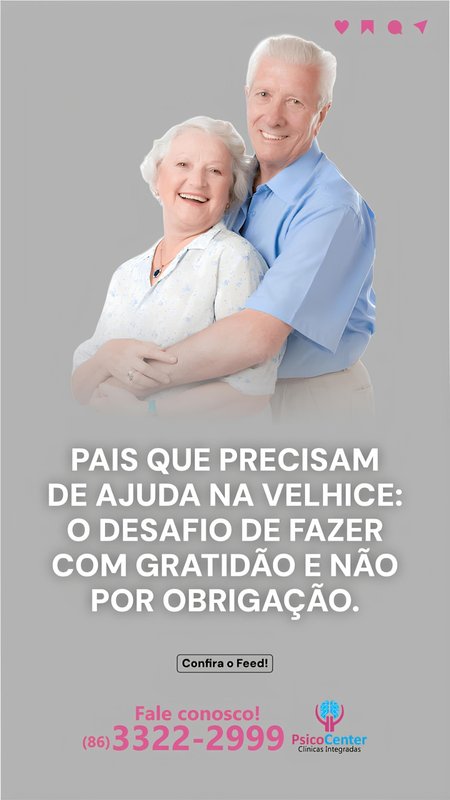 PAIS QUE PRECISAM
DE AJUDA NA VELHICE:
O DESAFIO DE FAZER
COM GRATIDÃO E NÃO
POR OBRIGAÇÃO.
Confira o Feed!
Fale conosco!
(86) 3322-2999
PsicoCenter
Clínicas Integradas